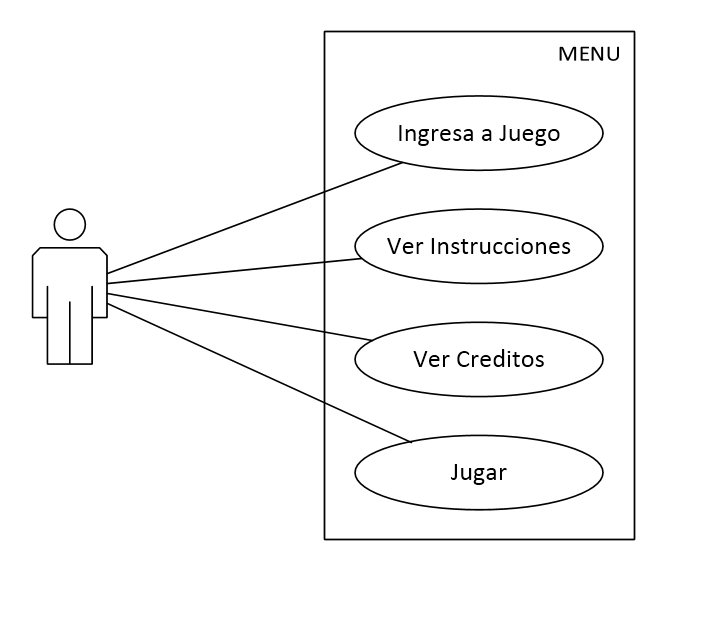 MENU
Ingresa a Juego
Ver Instrucciones
Ver Creditos
Jugar